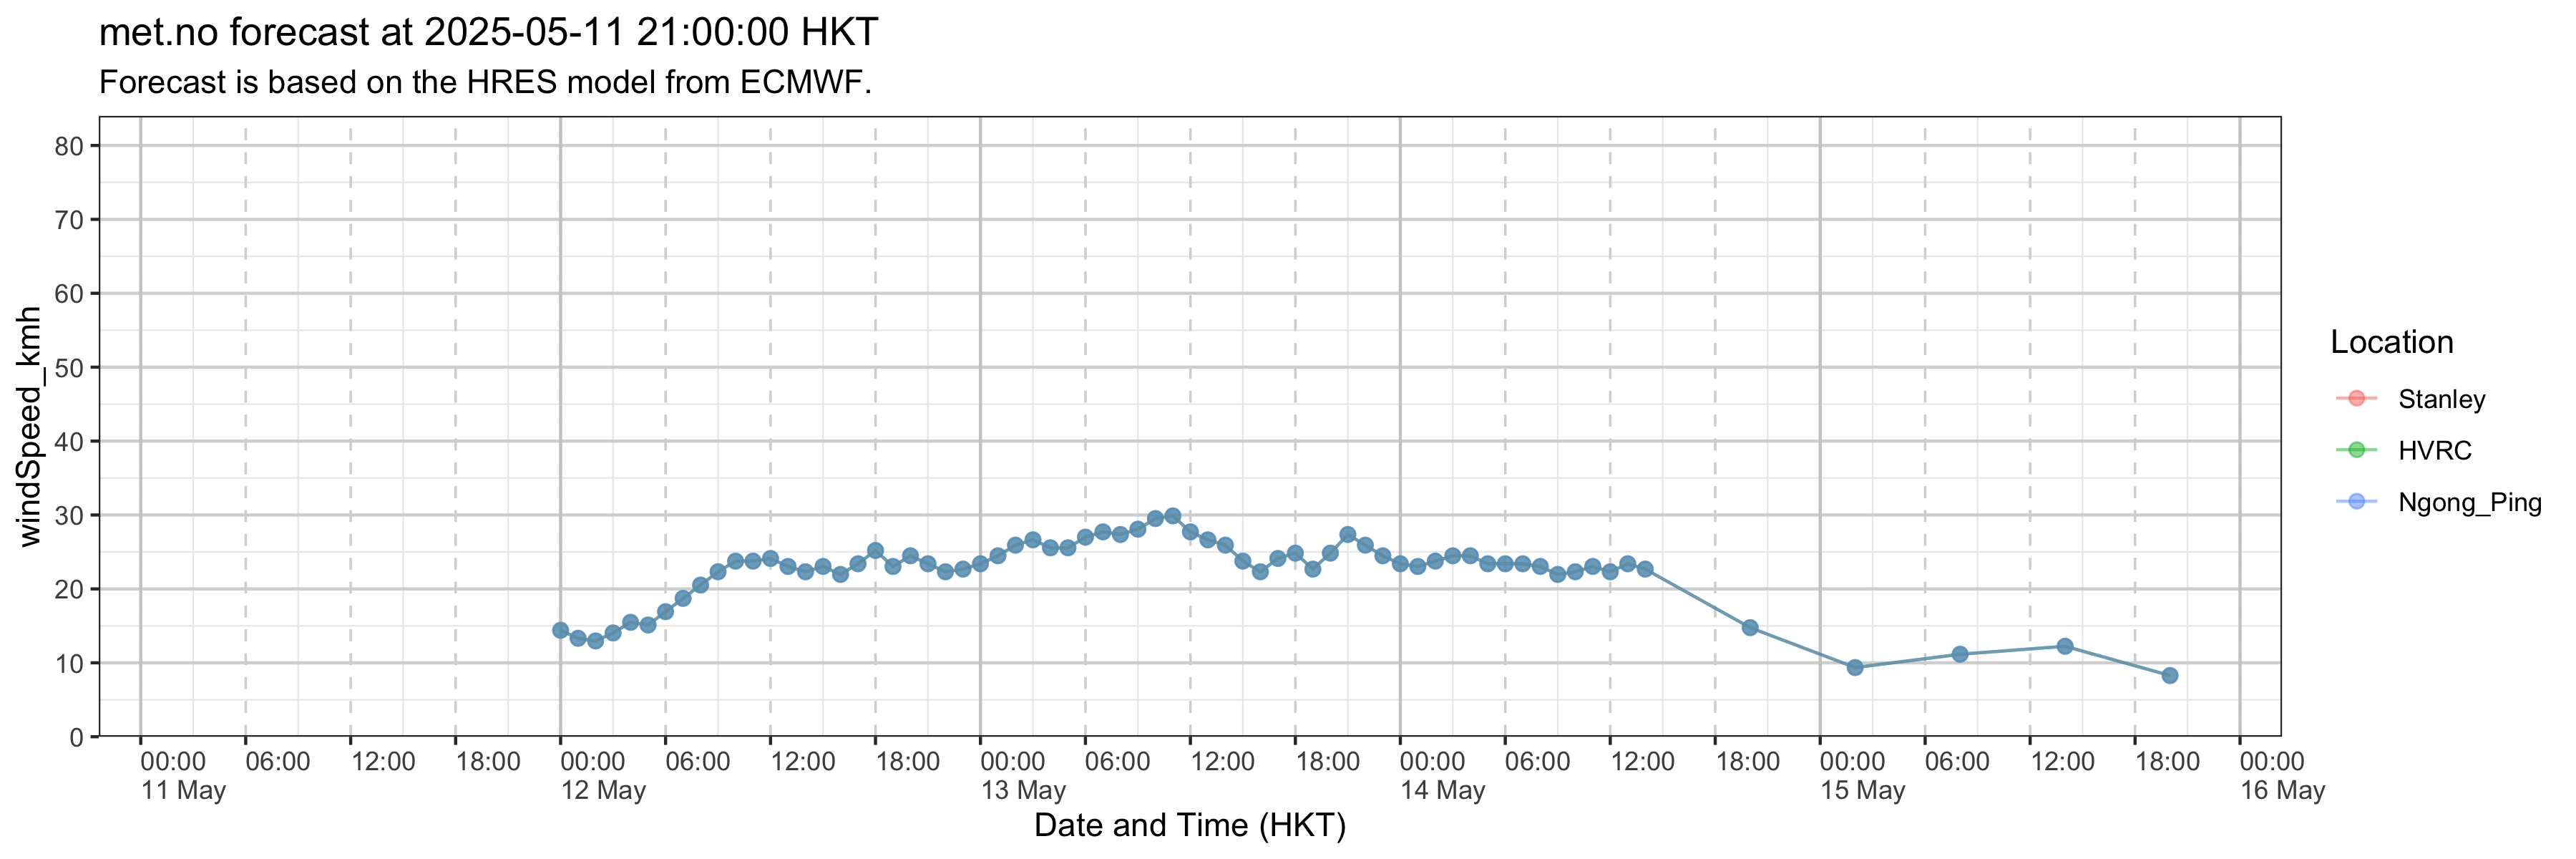 met.no forecast at 2025-05-11 21:00:00 HKT
Forecast is based on the HRES model from ECMWF.
windSpeed_kmh
80
70
60
50
40
30
20
10
0
00:00 06:00 12:00 18:00 00:00 06:00 12:00 18:00 00:00 06:00 12:00 18:00 00:00 06:00 12:00 18:00 00:00 06:00 12:00 18:00 00:00
11 May 12 May 13 May 14 May 15 May 16 May
Date and Time (HKT)
Location
Stanley
HVRC
Ngong_Ping